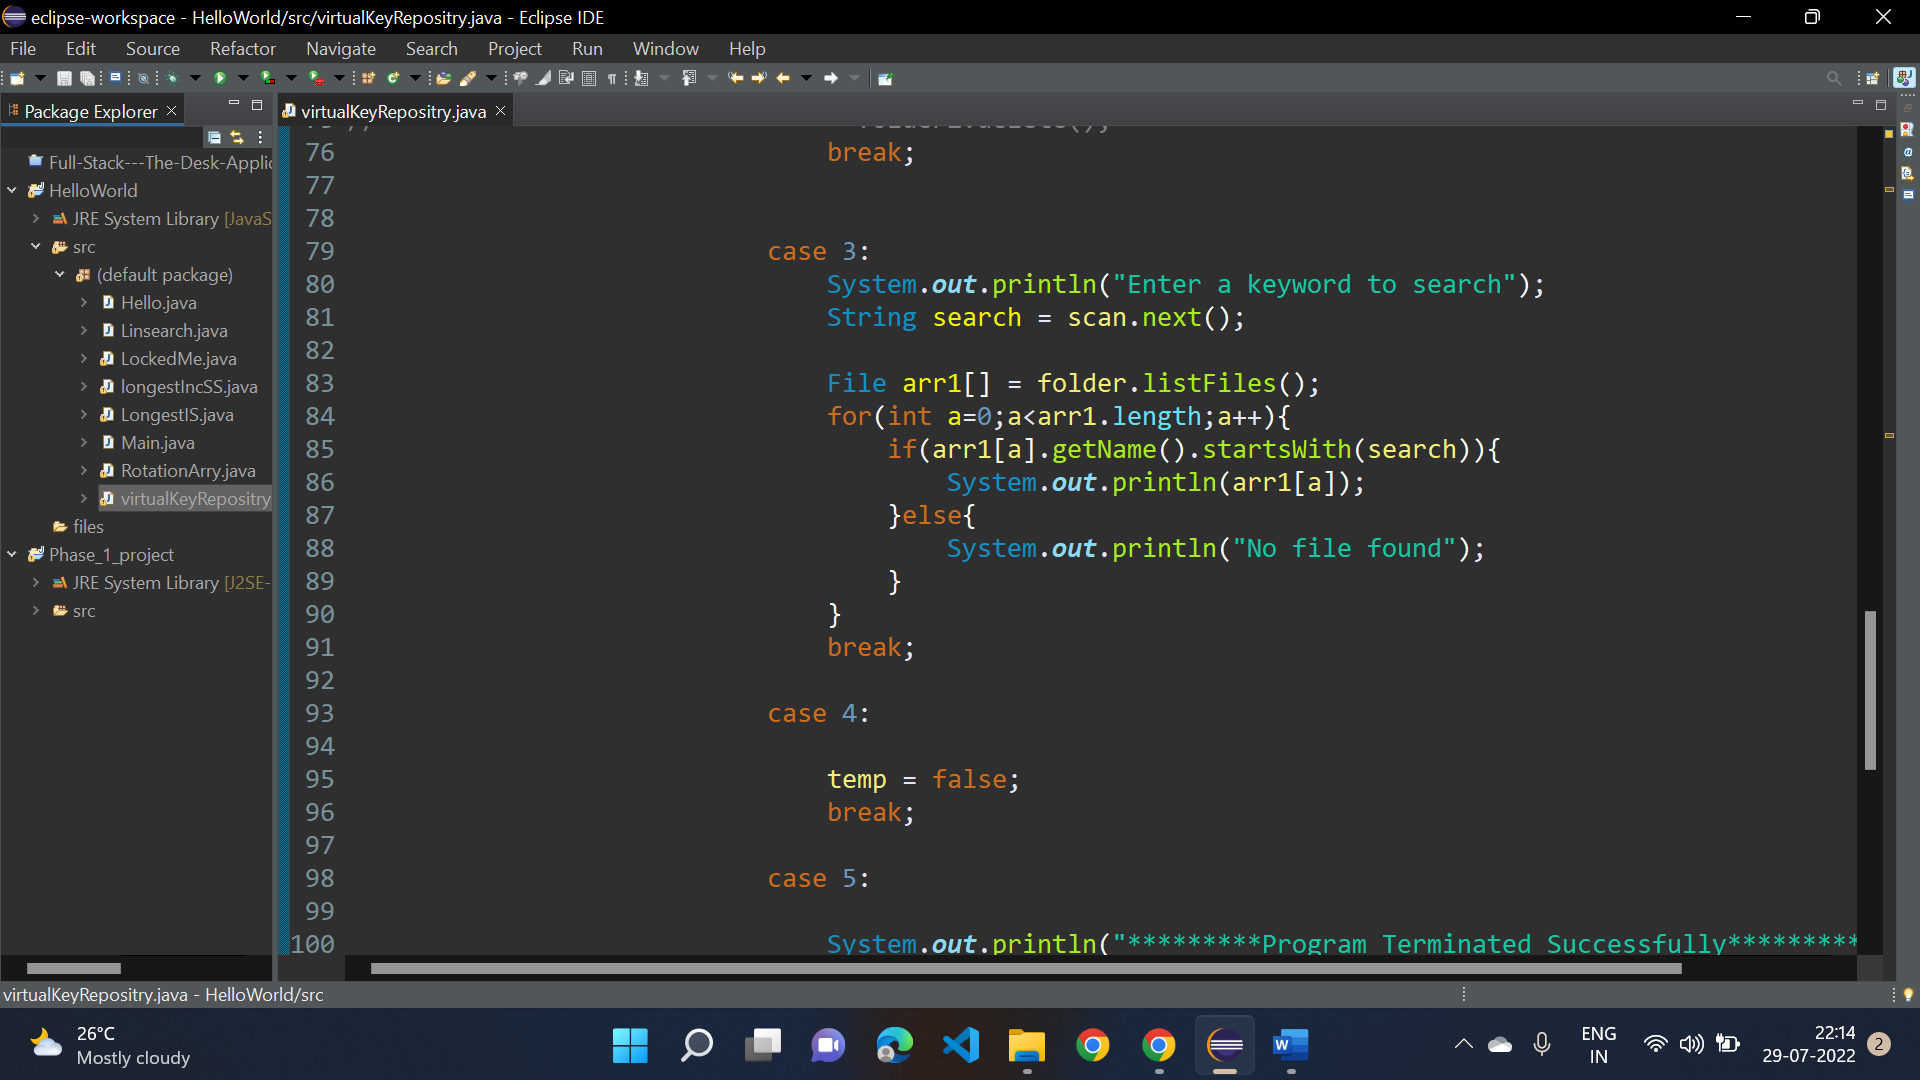 eclipse-workspace - HelloWorld/src/virtualKeyRepositry.java - Eclipse IDE
File Edit Source Refactor Navigate Search Project Run Window Help
Package Explorer
virtualKeyRepositry.java
Full-Stack---The-Desk-Applic
HelloWorld
JRE System Library [JavaS
src
(default package)
Hello.java
Linsearch.java
LockedMe.java
longestIncSS.java
LongestIS.java
Main.java
RotationArry.java
virtualKeyRepositry
files
Phase_1_project
JRE System Library [J2SE-
src
76 break;
77
78
79 case 3:
80 System.out.println("Enter a keyword to search");
81 String search = scan.next();
82
83 File arr1[] = folder.listFiles();
84 for(int a=0;a<arr1.length;a++){
85 if(arr1[a].getName().startsWith(search)){
86 System.out.println(arr1[a]);
87 }else{
88 System.out.println("No file found");
89 }
90 }
91 break;
92
93 case 4:
94
95 temp = false;
96 break;
97
98 case 5:
99
100 System.out.println("*********Program Terminated Successfully*********
virtualKeyRepositry.java - HelloWorld/src
26°C
Mostly cloudy
ENG
IN
22:14
29-07-2022
2